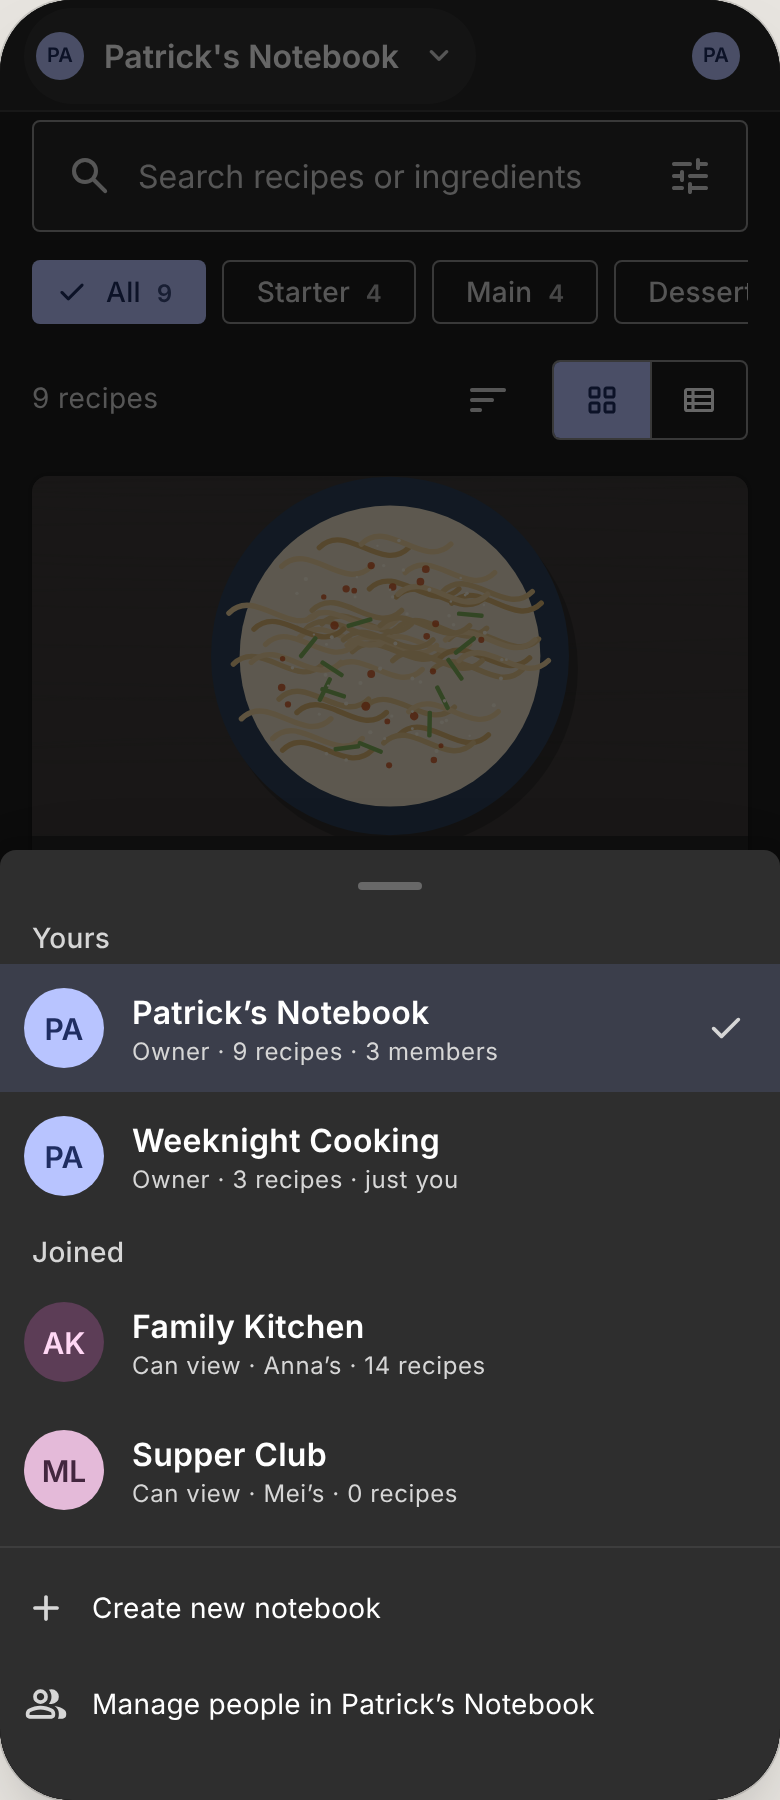 PA Patrick's Notebook PA
Search recipes or ingredients
All 9 Starter 4 Main 4 Dessert
9 recipes
Yours
PA Patrick’s Notebook
Owner · 9 recipes · 3 members
PA Weeknight Cooking
Owner · 3 recipes · just you
Joined
AK Family Kitchen
Can view · Anna’s · 14 recipes
ML Supper Club
Can view · Mei’s · 0 recipes
Create new notebook
Manage people in Patrick’s Notebook